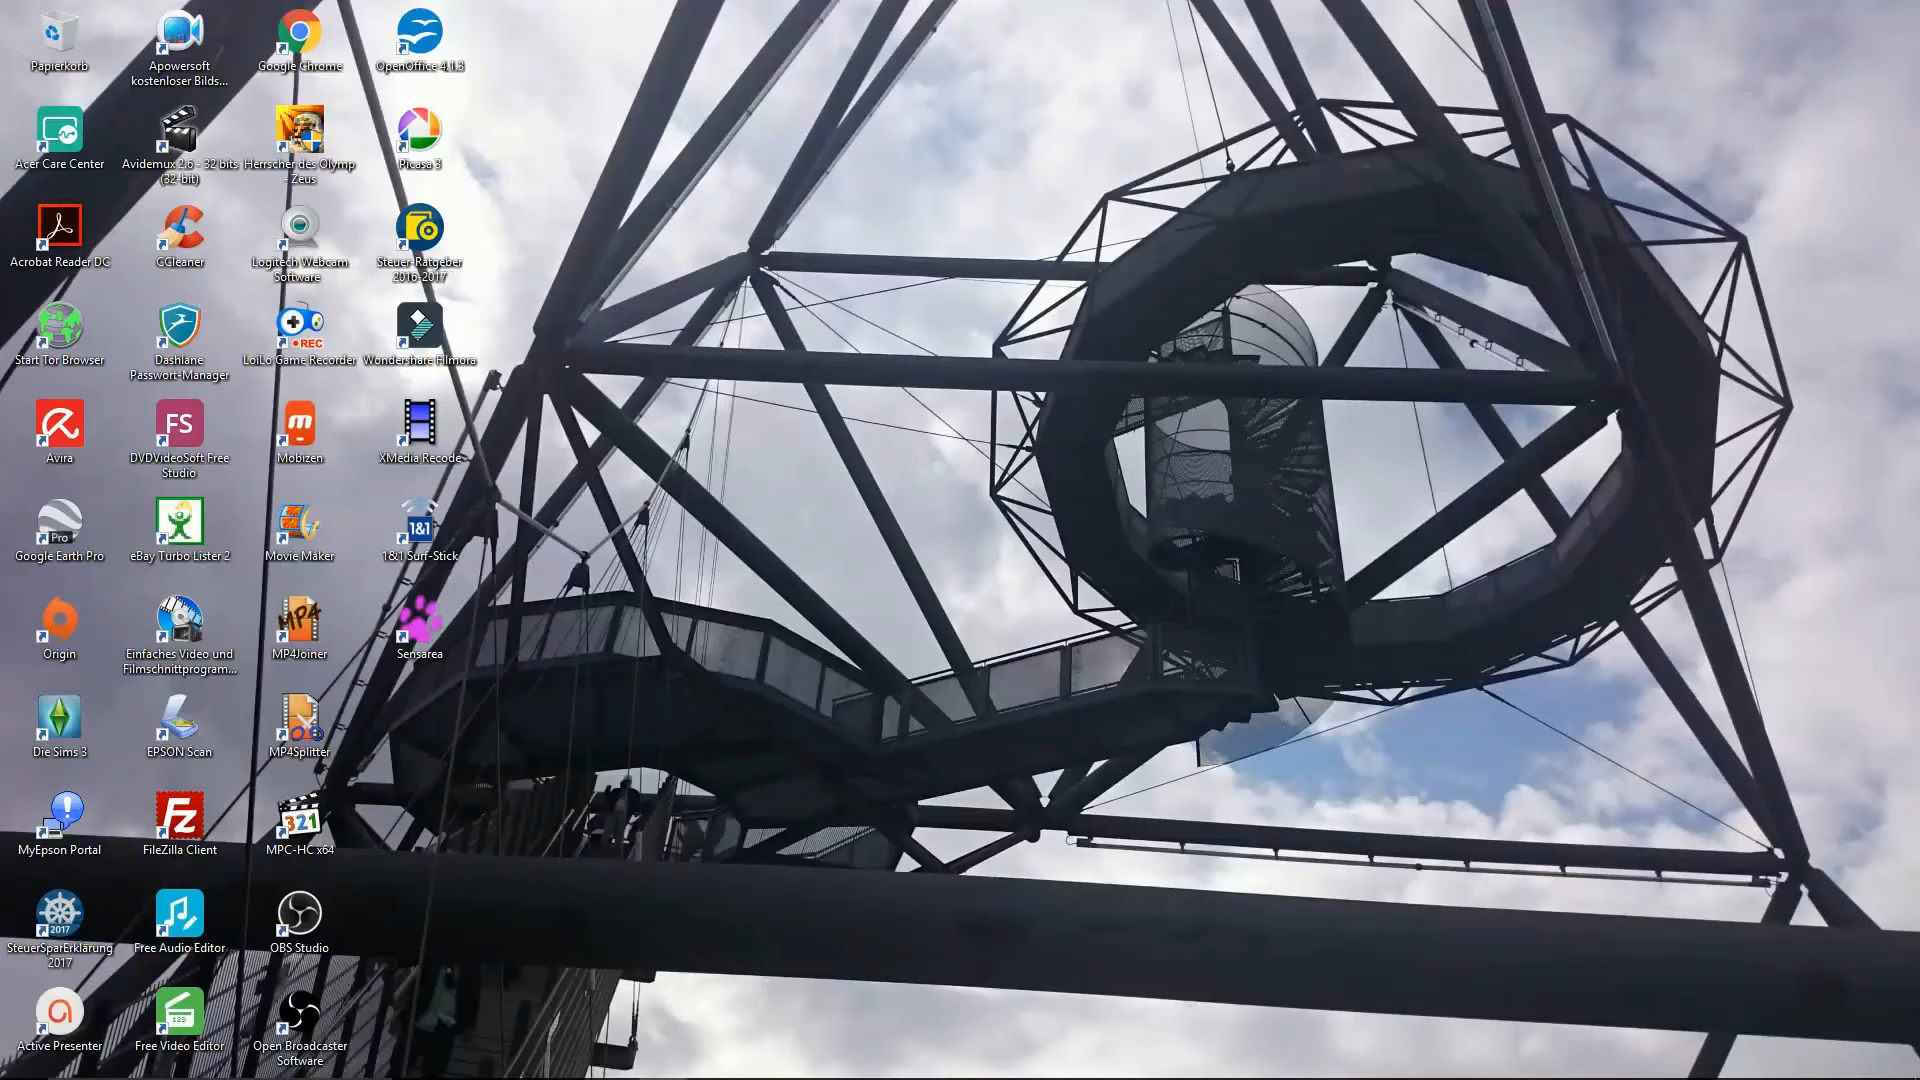 Papierkorb
Apowersoft
kostenloser Bilds...
Google Chrome
OpenOffice 4.1.3
Acer Care Center
Avidemux 2.6 - 32 bits
(32-bit)
Herrscher des Olymp
- Zeus
Picasa 3
Acrobat Reader DC
CCleaner
Logitech Webcam
Software
Steuer-Ratgeber
2016-2017
REC
Start Tor Browser
Dashlane
Passwort-Manager
LoiLo Game Recorder
Wondershare Filmora
FS
m
Avira
DVDVideoSoft Free
Studio
Mobizen
XMedia Recode
Pro
1&1
Google Earth Pro
eBay Turbo Lister 2
Movie Maker
1&1 Surf-Stick
MP4
Origin
Einfaches Video und
Filmschnittprogram...
MP4Joiner
Sensarea
Die Sims 3
EPSON Scan
MP4Splitter
Fz
321
MyEpson Portal
FileZilla Client
MPC-HC x64
2017
SteuerSparErklärung
2017
Free Audio Editor
OBS Studio
123
Active Presenter
Free Video Editor
Open Broadcaster
Software